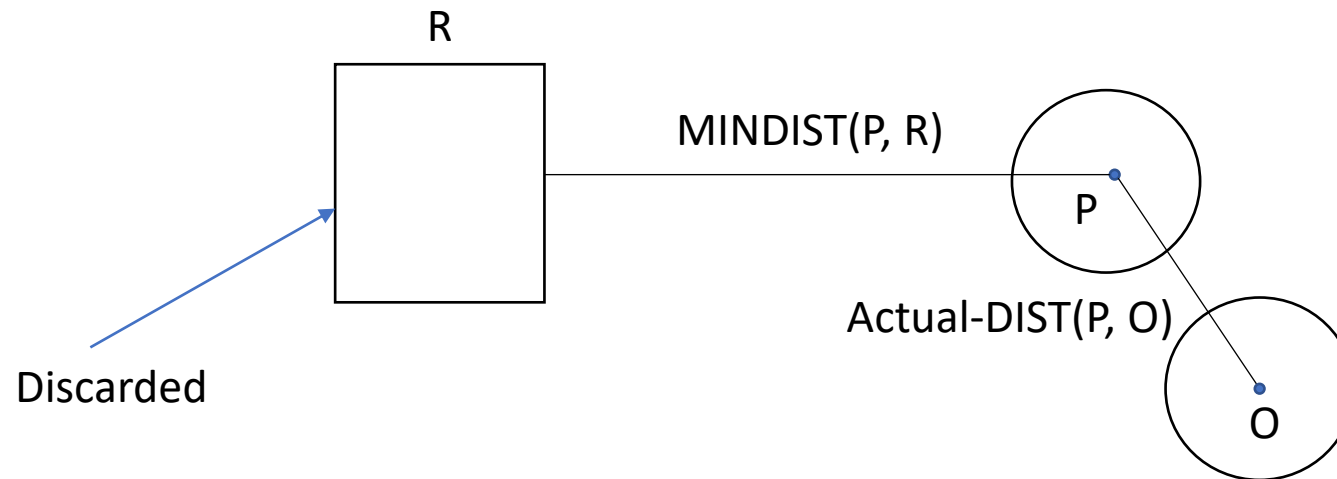 R
MINDIST(P, R)
P
Actual-DIST(P, O)
Discarded
O